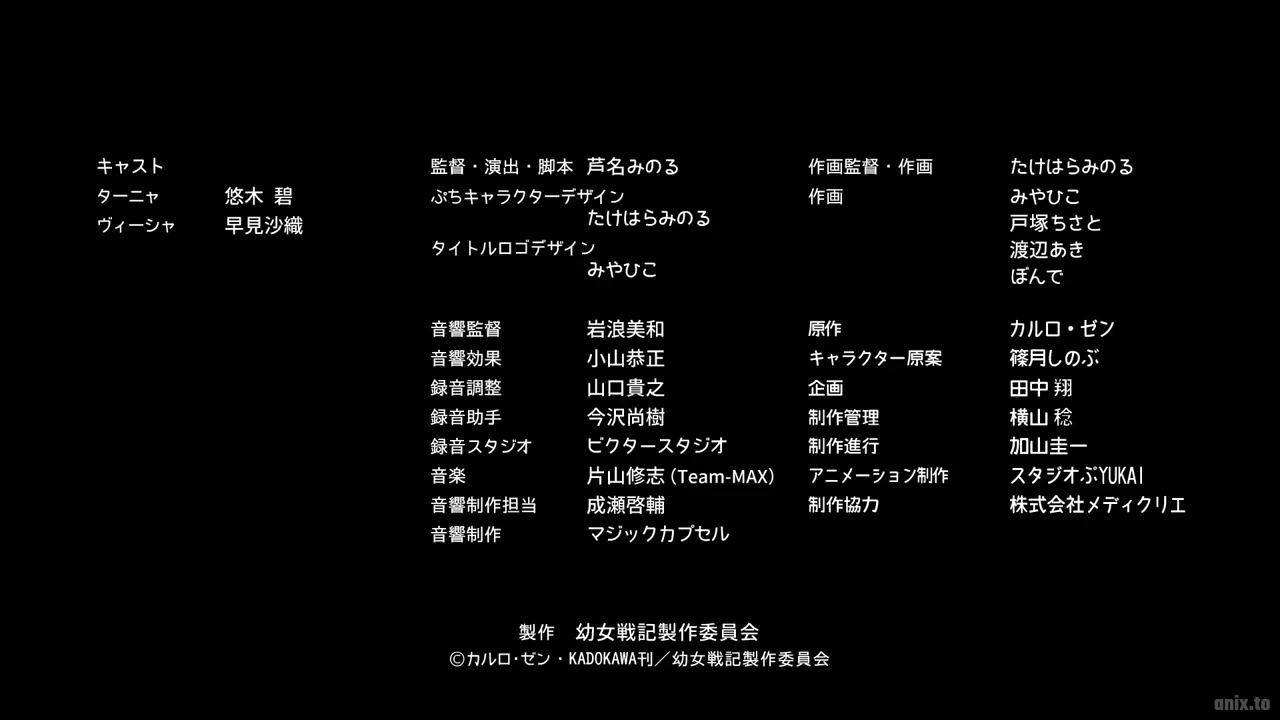 キャスト
ターニャ 悠木 碧
ヴィーシャ 早見沙織
監督・演出・脚本 芦名みのる
ぷちキャラクターデザイン
たけはらみのる
タイトルロゴデザイン
みやひこ
作画監督・作画 たけはらみのる
作画 みやひこ
戸塚ちさと
渡辺あき
ぼんで
音響監督 岩浪美和
音響効果 小山恭正
録音調整 山口貴之
録音助手 今沢尚樹
録音スタジオ ビクタースタジオ
音楽 片山修志(Team-MAX)
音響制作担当 成瀬啓輔
音響制作 マジックカプセル
原作 カルロ・ゼン
キャラクター原案 篠月しのぶ
企画 田中 翔
制作管理 横山 稔
制作進行 加山圭一
アニメーション制作 スタジオぷYUKAI
制作協力 株式会社メディクリエ
製作 幼女戦記製作委員会
©カルロ・ゼン・KADOKAWA刊／幼女戦記製作委員会
anix.to